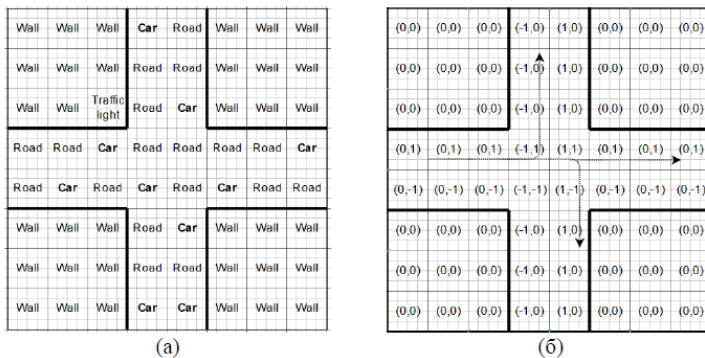 Wall Wall Wall Car Road Wall Wall Wall
Wall Wall Wall Road Road Wall Wall Wall
Wall Wall Traffic light Road Car Wall Wall Wall
Road Road Car Road Road Road Road Car
Road Car Road Car Road Car Road Road
Wall Wall Wall Road Car Wall Wall Wall
Wall Wall Wall Road Road Wall Wall Wall
Wall Wall Wall Car Car Wall Wall Wall
(а)
(0,0) (0,0) (0,0) (-1,0) (1,0) (0,0) (0,0) (0,0)
(0,0) (0,0) (0,0) (-1,0) (1,0) (0,0) (0,0) (0,0)
(0,0) (0,0) (0,0) (-1,0) (1,0) (0,0) (0,0) (0,0)
(0,1) (0,1) (0,1) (-1,1) (1,1) (0,1) (0,1) (0,1)
(0,-1) (0,-1) (0,-1) (-1,-1) (1,-1) (0,-1) (0,-1) (0,-1)
(0,0) (0,0) (0,0) (-1,0) (1,0) (0,0) (0,0) (0,0)
(0,0) (0,0) (0,0) (-1,0) (1,0) (0,0) (0,0) (0,0)
(0,0) (0,0) (0,0) (-1,0) (1,0) (0,0) (0,0) (0,0)
(б)